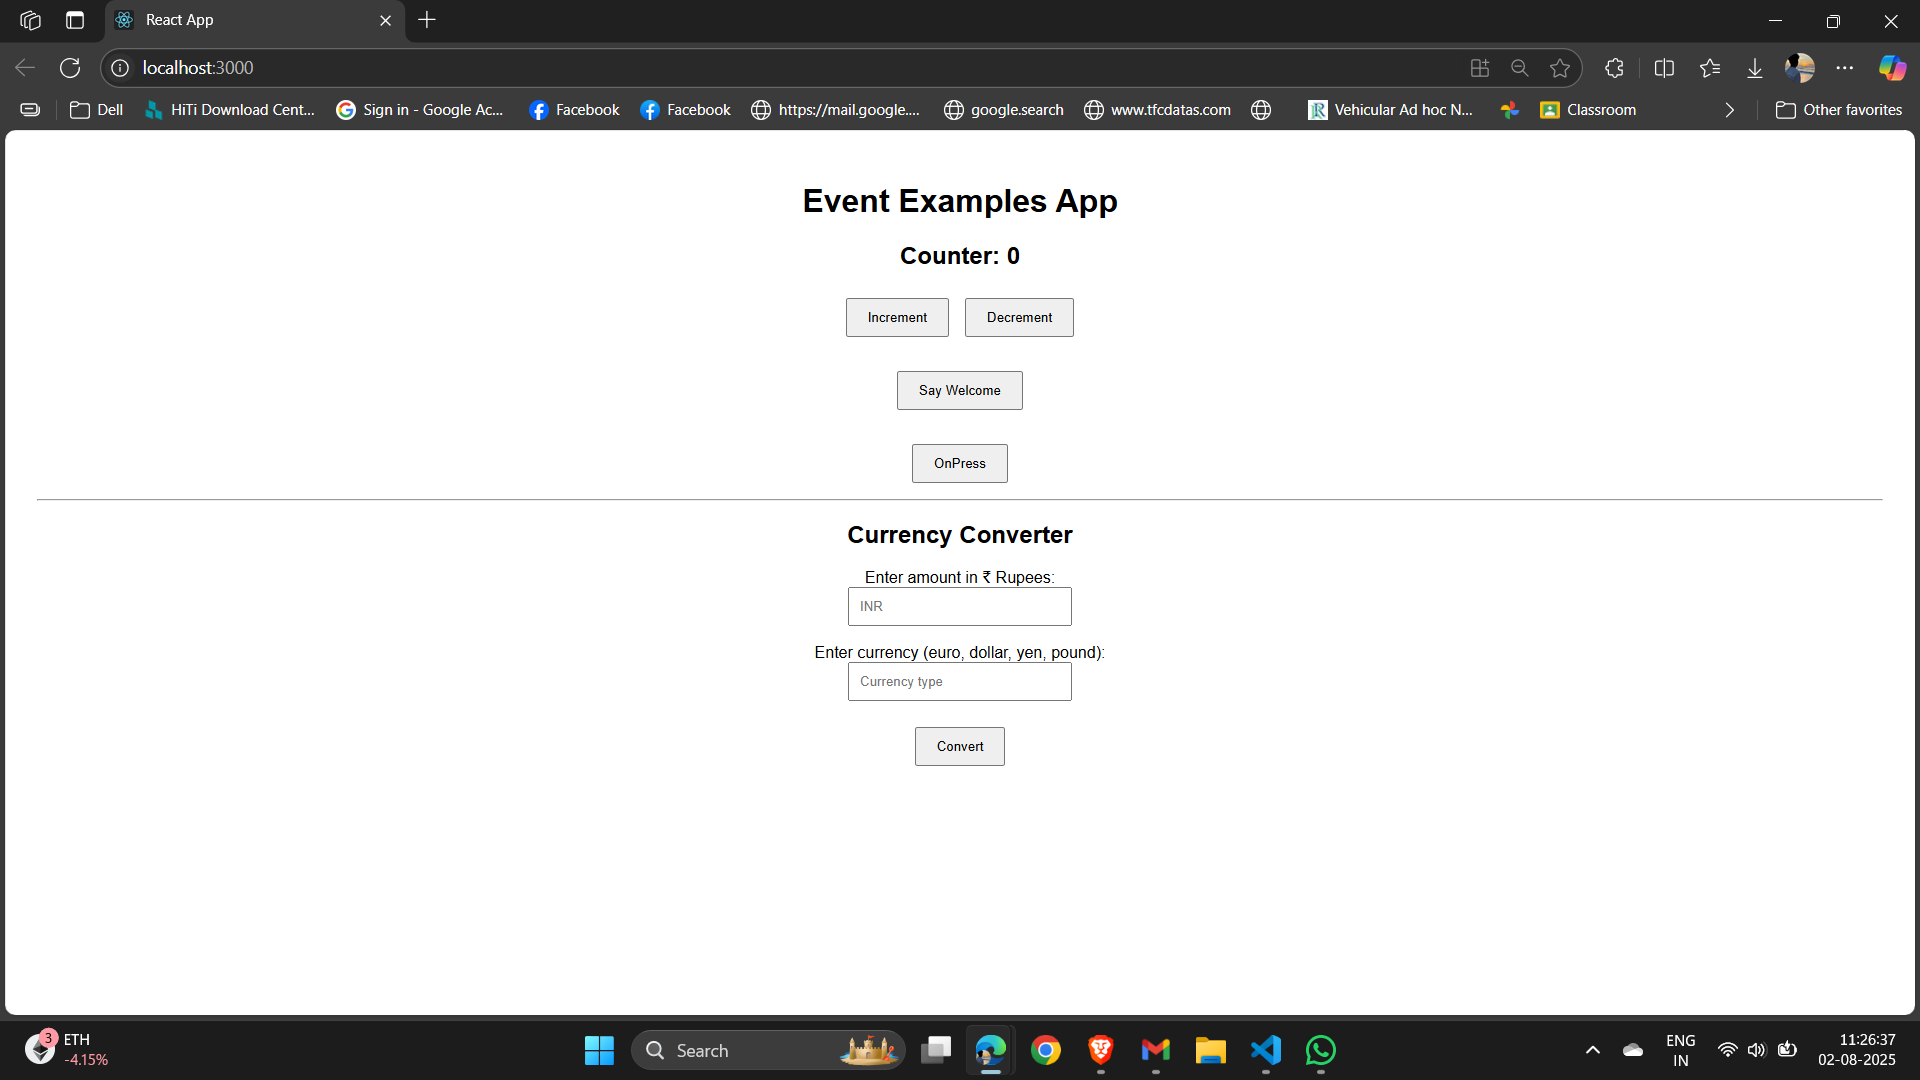 React App
localhost:3000
Dell HiTi Download Cent... Sign in - Google Ac... Facebook Facebook https://mail.google.... google.search www.tfcdatas.com Vehicular Ad hoc N... Classroom Other favorites
Event Examples App
Counter: 0
Increment Decrement
Say Welcome
OnPress
Currency Converter
Enter amount in ₹ Rupees:
INR
Enter currency (euro, dollar, yen, pound):
Currency type
Convert
3 ETH
-4.15%
Search
ENG
IN
11:26:37
02-08-2025